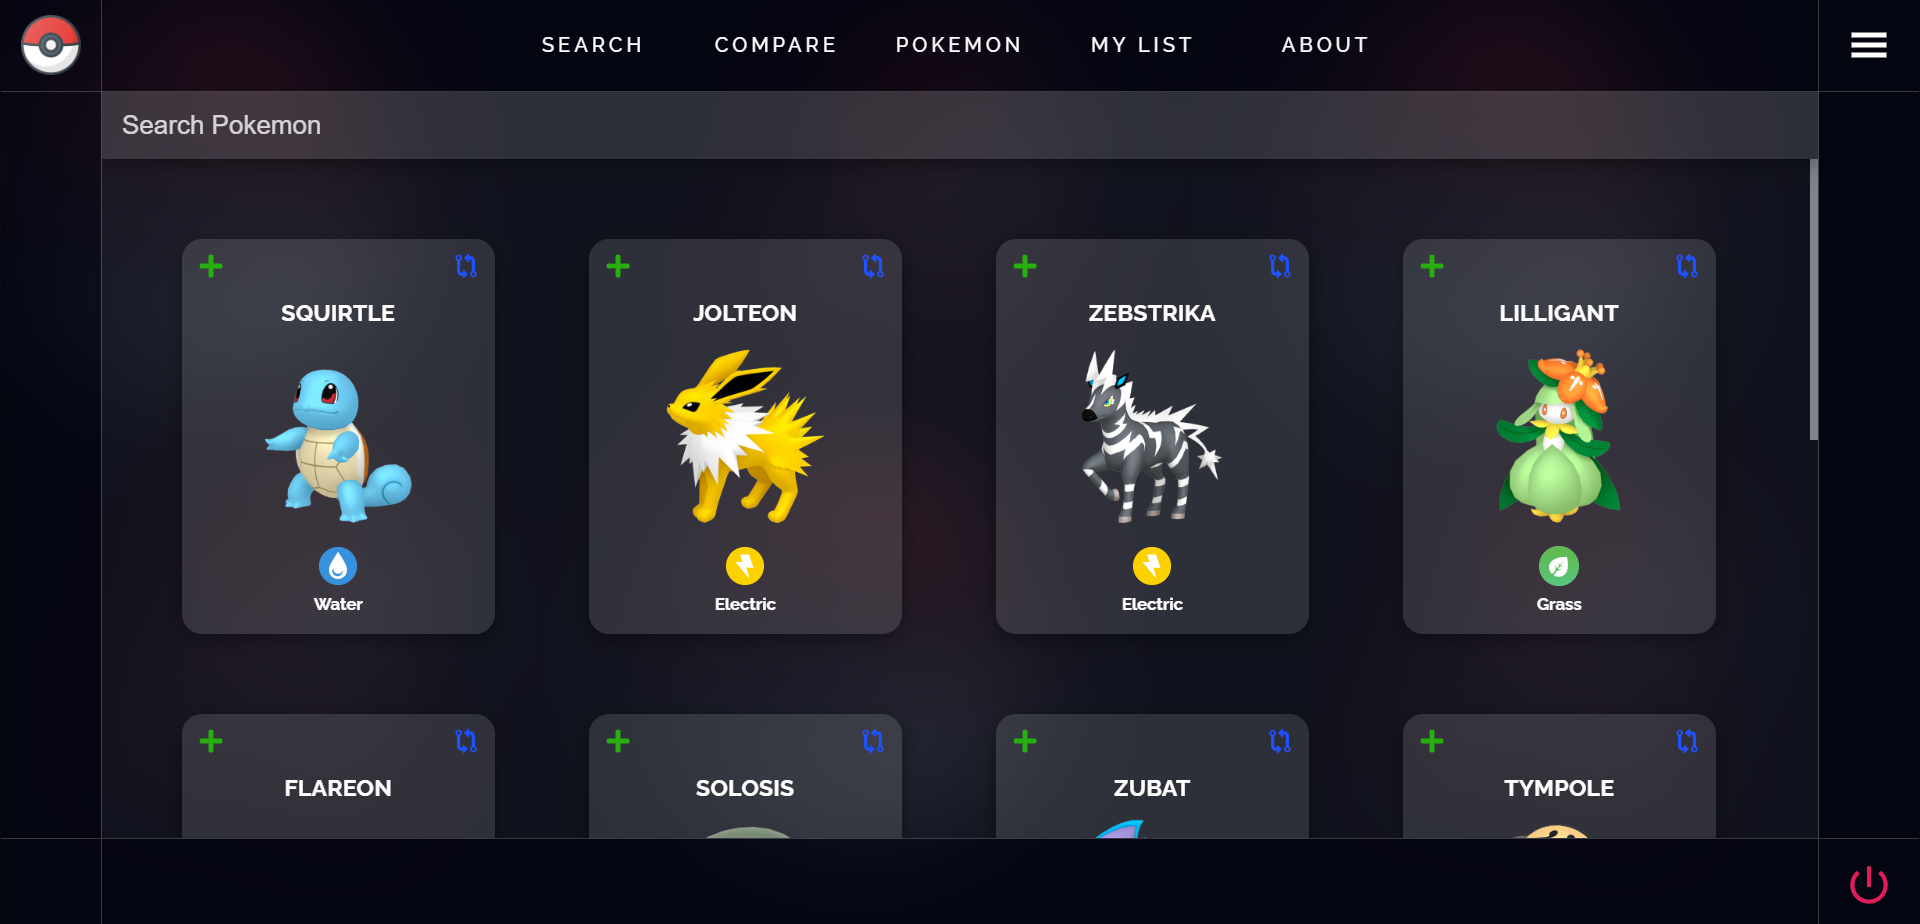 SEARCH COMPARE POKEMON MY LIST ABOUT
Search Pokemon
SQUIRTLE JOLTEON ZEBSTRIKA LILLIGANT
Water Electric Electric Grass
FLAREON SOLOSIS ZUBAT TYMPOLE